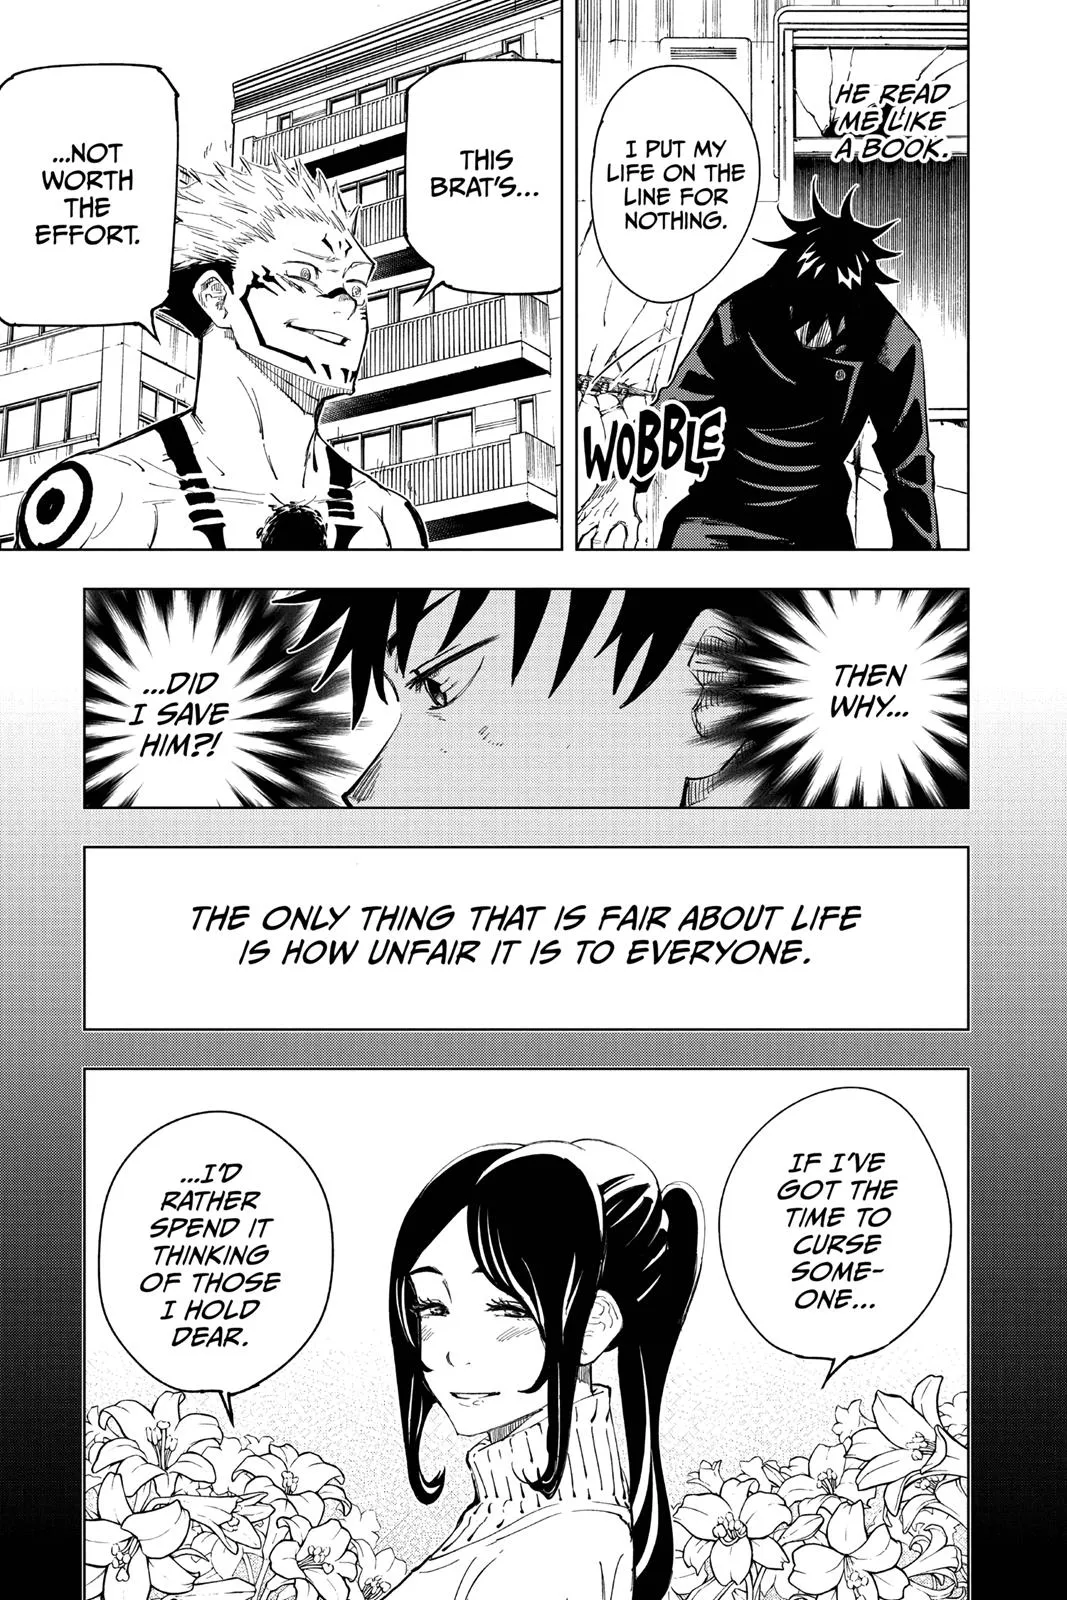 HE READ
ME LIKE
A BOOK.
I PUT MY
LIFE ON THE
LINE FOR
NOTHING.
WOBBLE
THIS
BRAT'S...
...NOT
WORTH
THE
EFFORT.
THEN
WHY...
...DID
I SAVE
HIM?!
THE ONLY THING THAT IS FAIR ABOUT LIFE
IS HOW UNFAIR IT IS TO EVERYONE.
IF I'VE
GOT THE
TIME TO
CURSE
SOME-
ONE...
...I'D
RATHER
SPEND IT
THINKING
OF THOSE
I HOLD
DEAR.